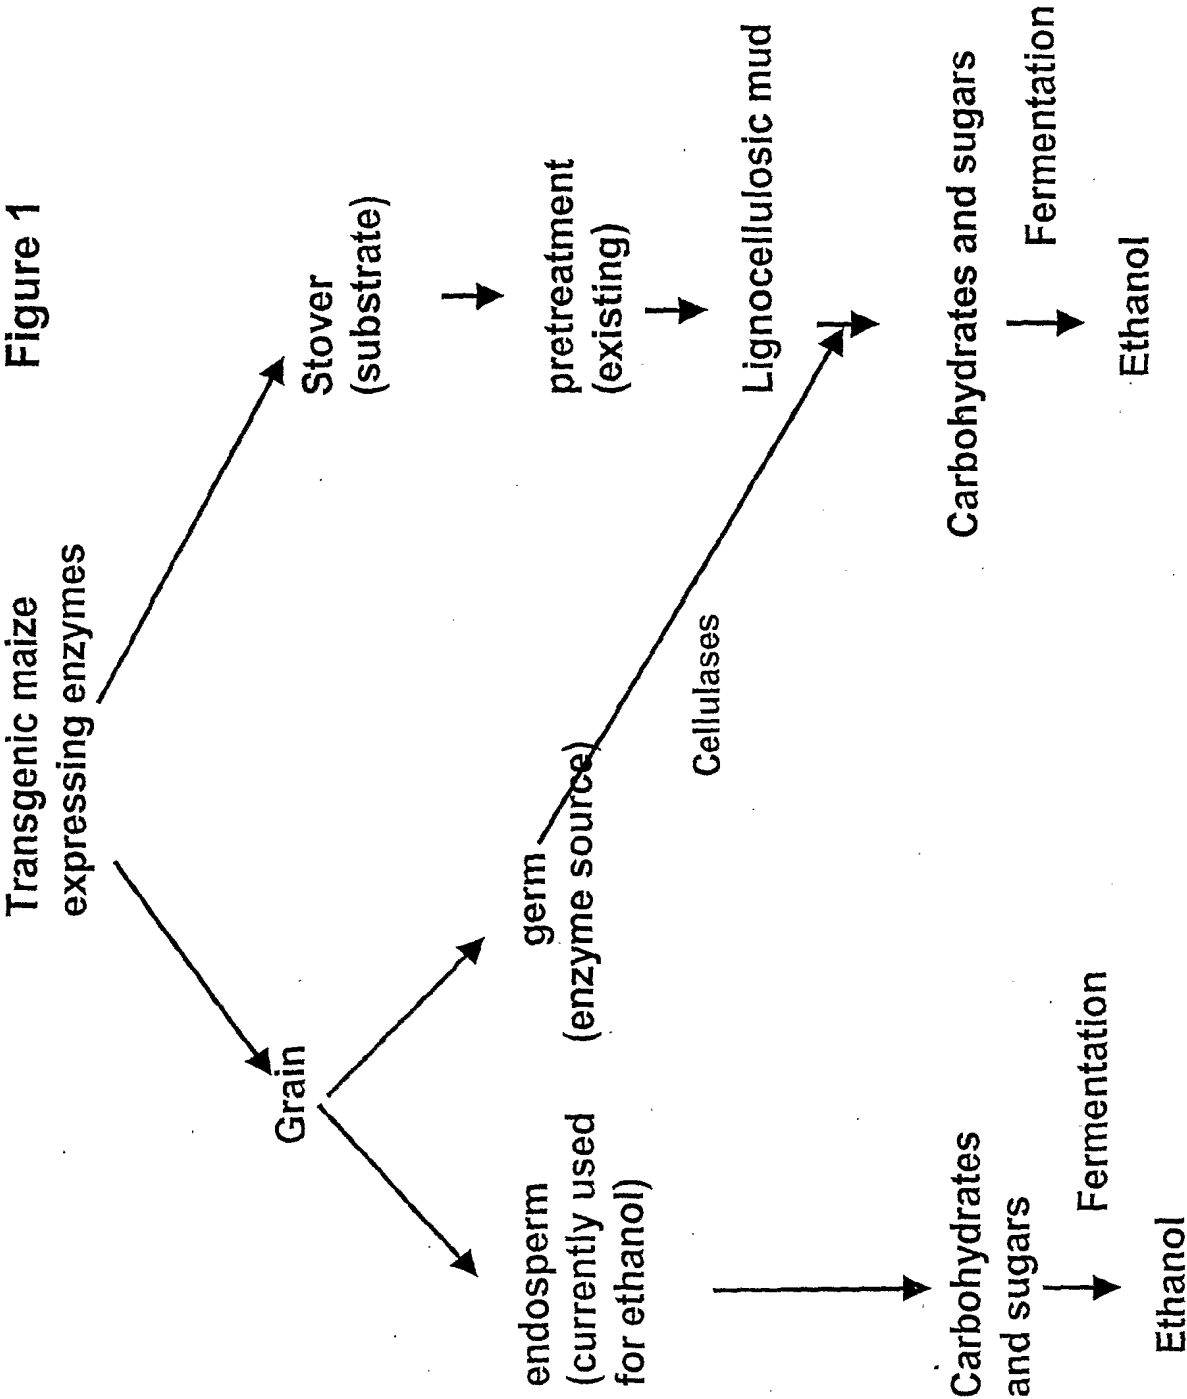 Figure 1
Transgenic maize
expressing enzymes
Grain
Stover
(substrate)
endosperm
(currently used
for ethanol)
germ
(enzyme source)
pretreatment
(existing)
Cellulases
Lignocellulosic mud
Carbohydrates
and sugars
Carbohydrates and sugars
Fermentation
Fermentation
Ethanol
Ethanol